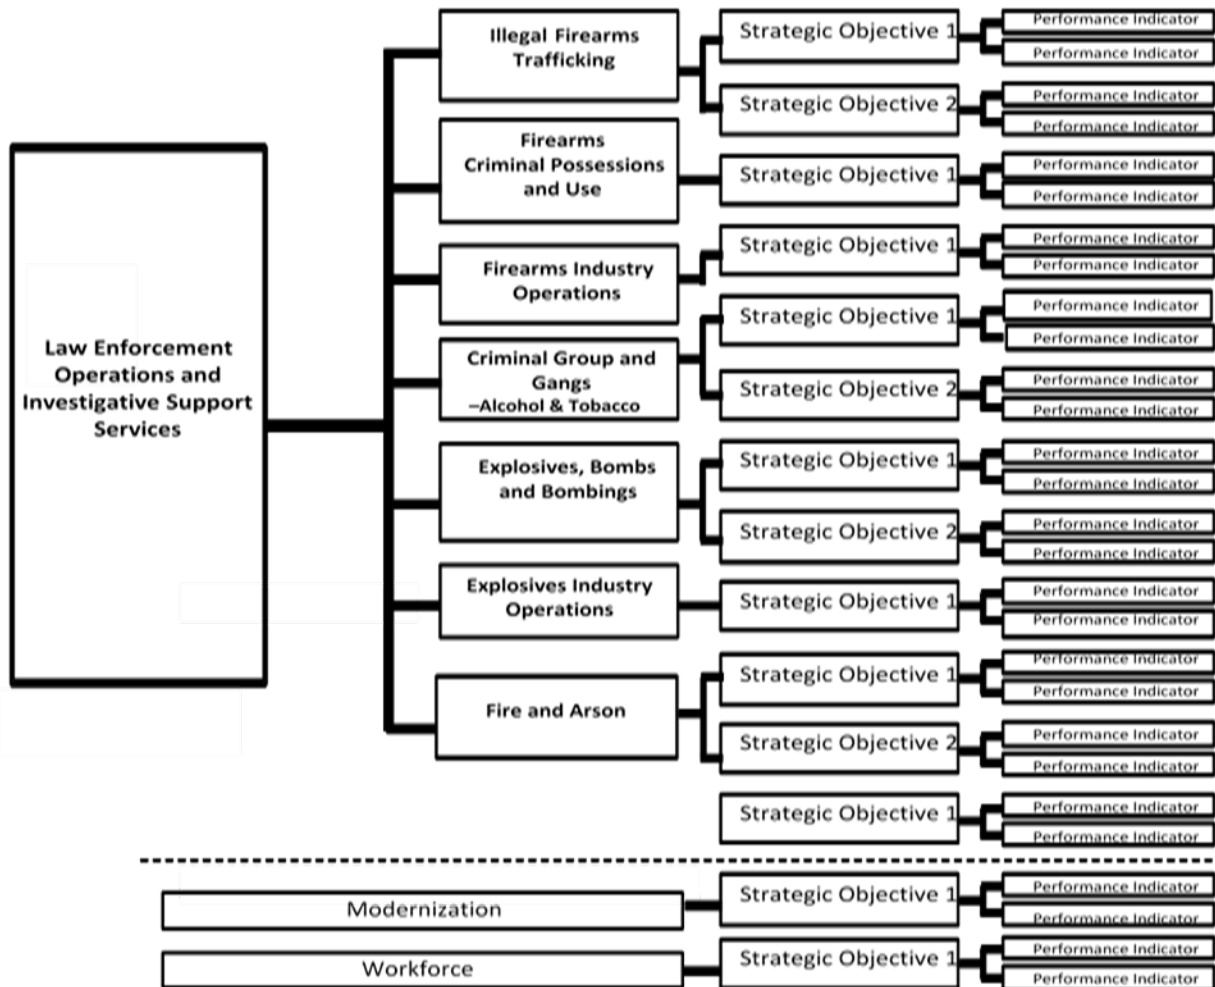 Law Enforcement
Operations and
Investigative Support
Services
Illegal Firearms
Trafficking
Strategic Objective 1
Performance Indicator
Performance Indicator
Strategic Objective 2
Performance Indicator
Performance Indicator
Firearms
Criminal Possessions
and Use
Strategic Objective 1
Performance Indicator
Performance Indicator
Firearms Industry
Operations
Strategic Objective 1
Performance Indicator
Performance Indicator
Criminal Group and
Gangs
–Alcohol & Tobacco
Strategic Objective 1
Performance Indicator
Performance Indicator
Strategic Objective 2
Performance Indicator
Performance Indicator
Explosives, Bombs
and Bombings
Strategic Objective 1
Performance Indicator
Performance Indicator
Strategic Objective 2
Performance Indicator
Performance Indicator
Explosives Industry
Operations
Strategic Objective 1
Performance Indicator
Performance Indicator
Fire and Arson
Strategic Objective 1
Performance Indicator
Performance Indicator
Strategic Objective 2
Performance Indicator
Performance Indicator
Strategic Objective 1
Performance Indicator
Performance Indicator
Modernization
Strategic Objective 1
Performance Indicator
Performance Indicator
Workforce
Strategic Objective 1
Performance Indicator
Performance Indicator